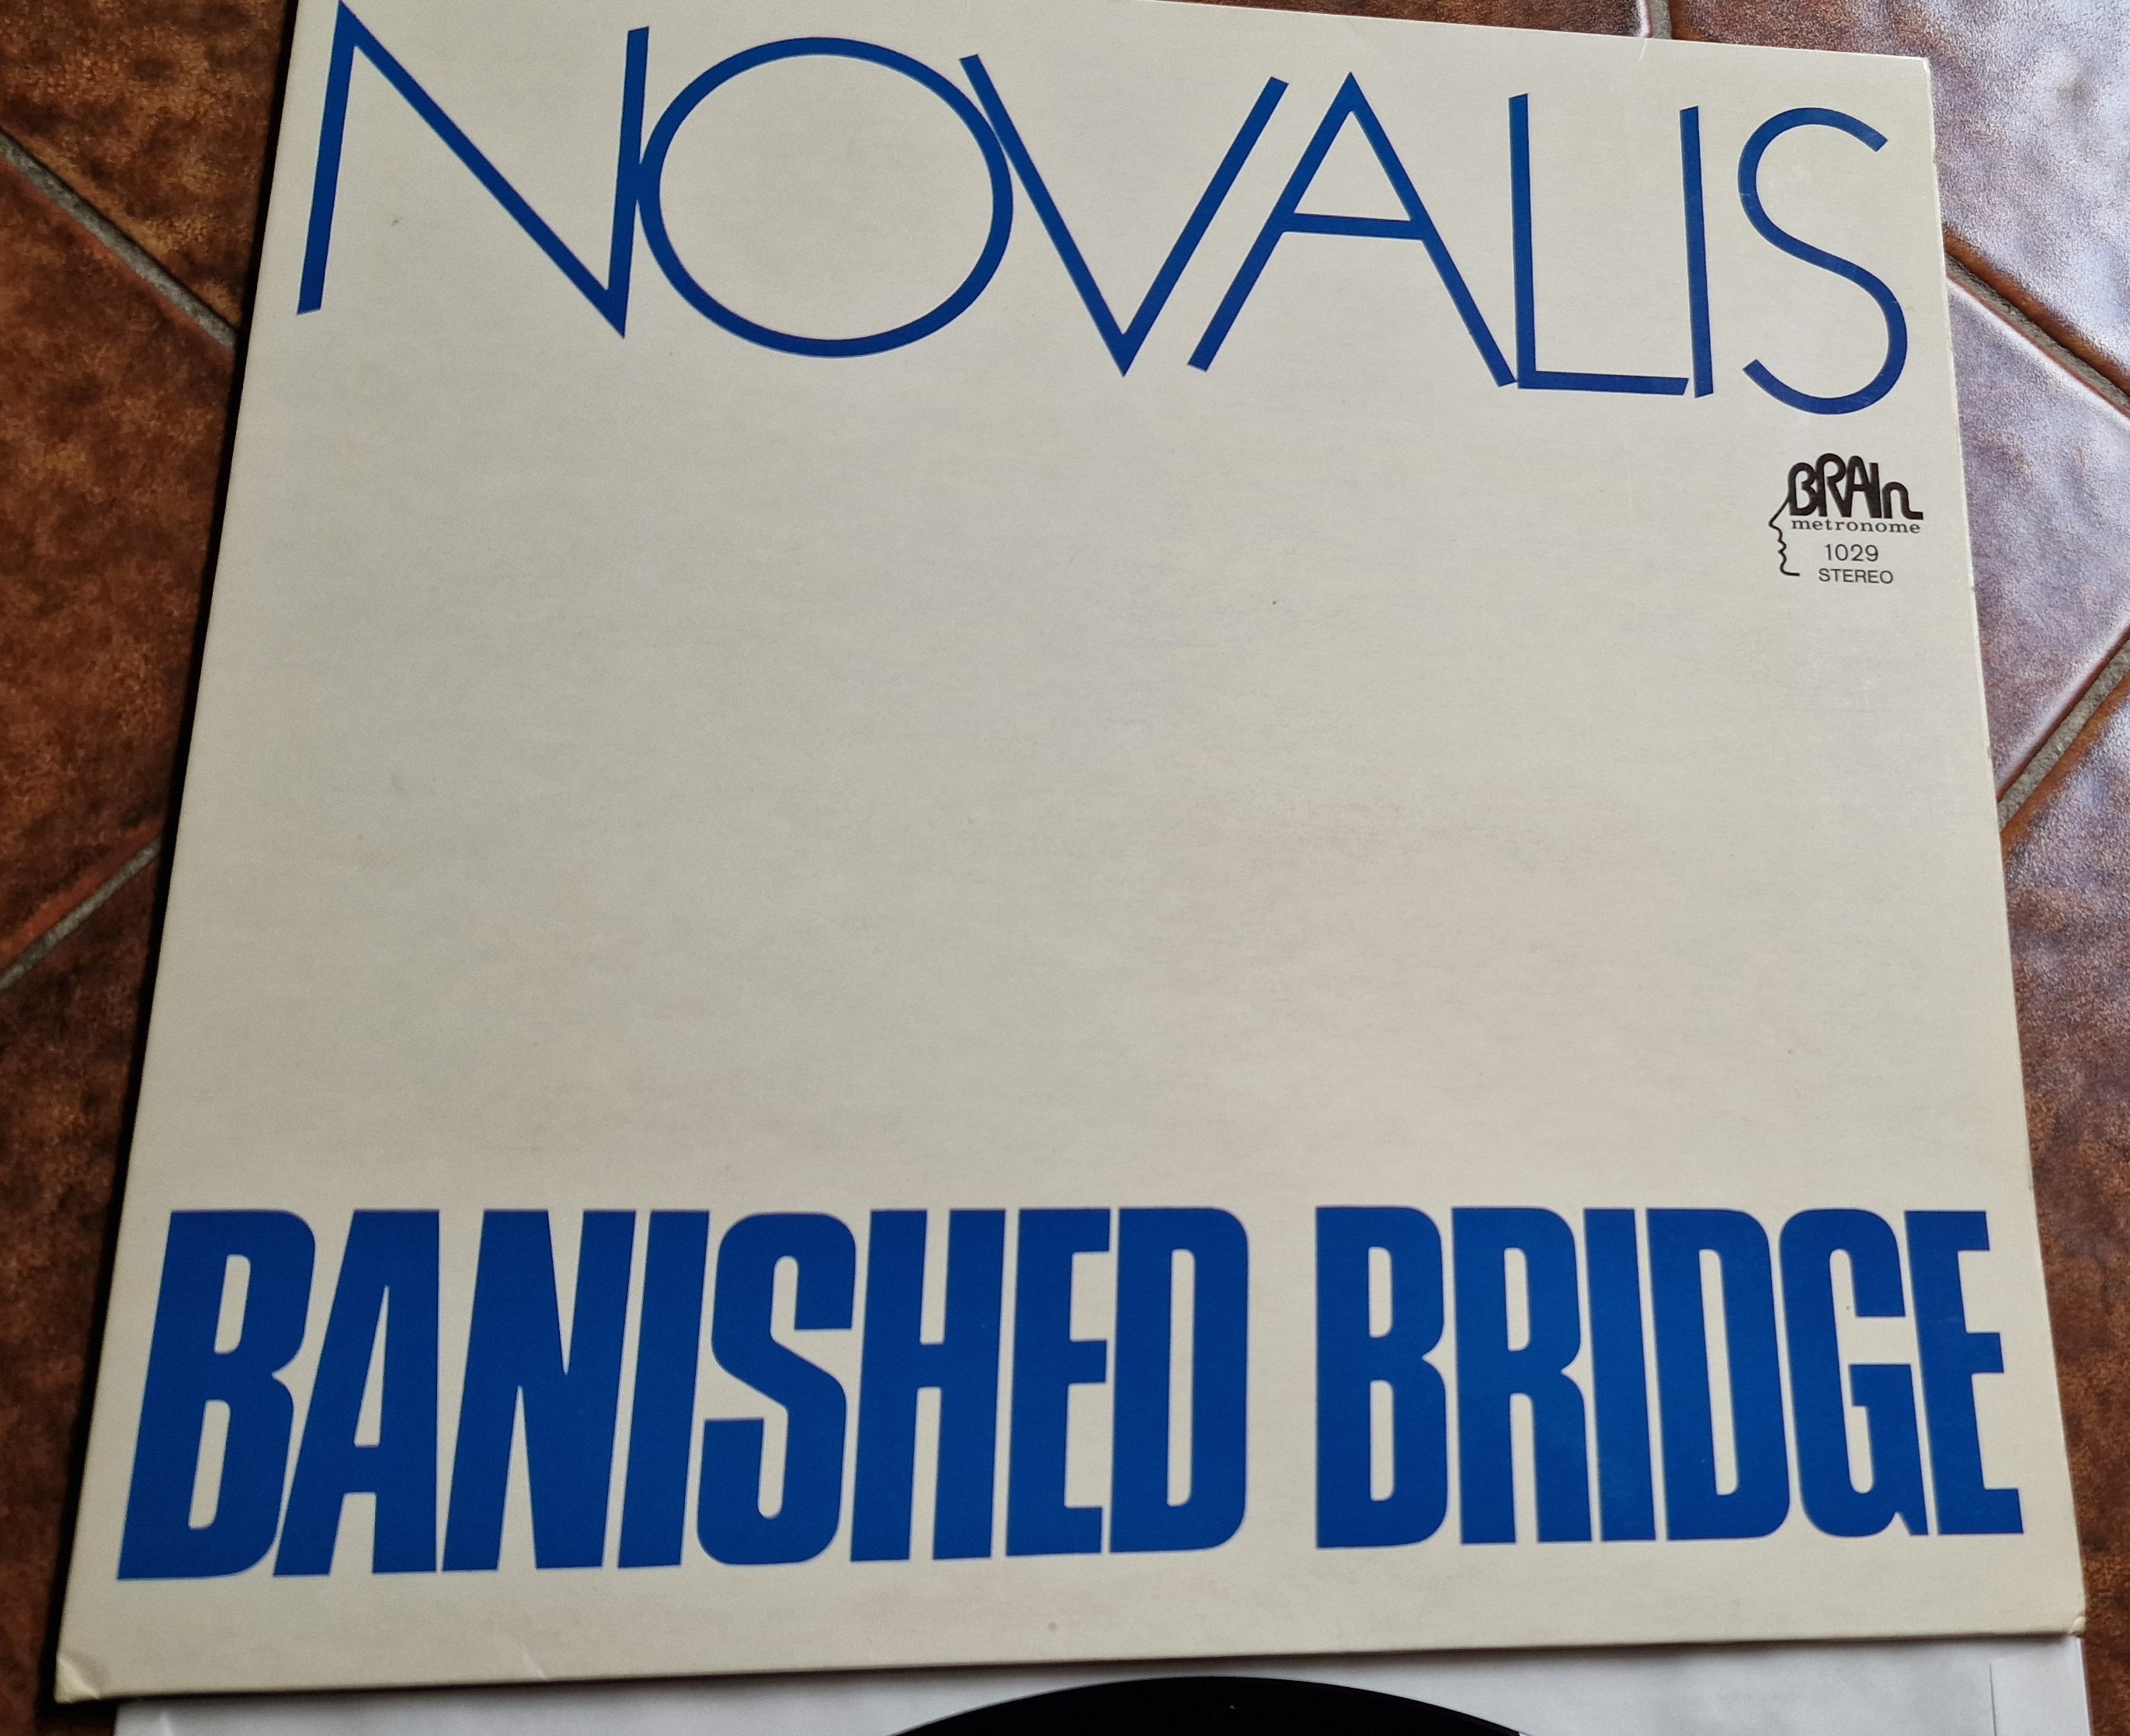 NOVALIS
BRAIn
metronome
1029
STEREO
BANISHED BRIDGE